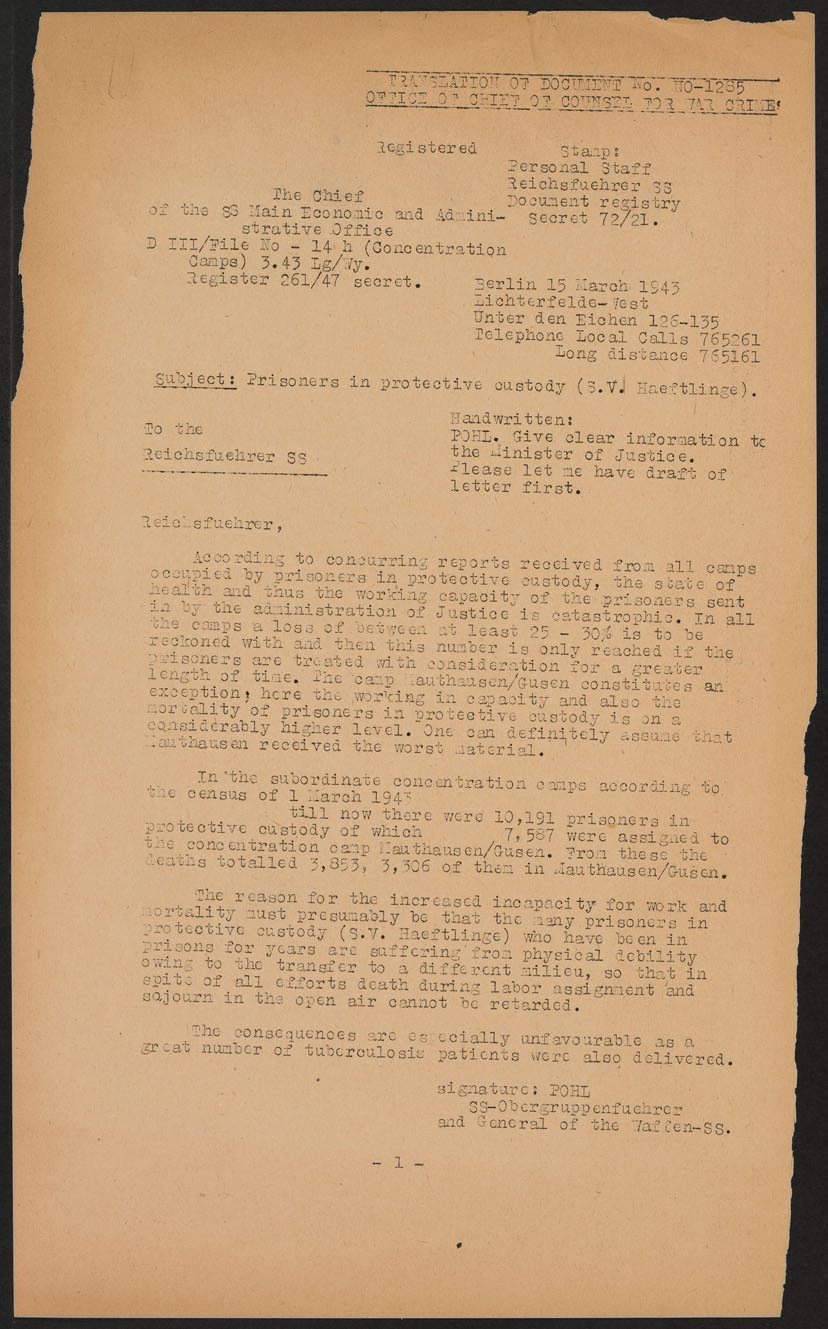 TRANSLATION OF DOCUMENT No. NO-1285
OFFICE OF CHIEF OF COUNSEL FOR WAR CRIMES
Registered
Stamp:
Personal Staff
Reichsfuehrer SS
Document registry
Secret 72/21.
The Chief
of the SS Main Economic and Admini-
strative Office
D III/File No - 14 h (Concentration
Camps) 3.43 Lg/Wy.
Register 261/47 secret.
Berlin 15 March 1943
Lichterfelde-West
Unter den Eichen 126-135
Telephone Local Calls 765261
Long distance 765161
Subject: Prisoners in protective custody (S.V. Haeftlinge).
To the
Reichsfuehrer SS
Handwritten:
POHL. Give clear information to
the Minister of Justice.
Please let me have draft of
letter first.
Reichsfuehrer,
According to concurring reports received from all camps
occupied by prisoners in protective custody, the state of
health and thus the working capacity of the prisoners sent
in by the administration of Justice is catastrophic. In all
the camps a loss of between at least 25 - 30% is to be
reckoned with and then this number is only reached if the
prisoners are treated with consideration for a greater
length of time. The camp Mauthausen/Gusen constitutes an
exception; here the working in capacity and also the
mortality of prisoners in protective custody is on a
considerably higher level. One can definitely assume that
Mauthausen received the worst material.
In the subordinate concentration camps according to
the census of 1 March 1943
till now there were 10,191 prisoners in
protective custody of which 7,587 were assigned to
the concentration camp Mauthausen/Gusen. From these the
deaths totalled 3,853, 3,306 of them in Mauthausen/Gusen.
The reason for the increased incapacity for work and
mortality must presumably be that the many prisoners in
protective custody (S.V. Haeftlinge) who have been in
prisons for years are suffering from physical debility
owing to the transfer to a different milieu, so that in
spite of all efforts death during labor assignment and
sojourn in the open air cannot be retarded.
The consequences are especially unfavourable as a
great number of tuberculosis patients were also delivered.
signature: POHL
SS-Obergruppenfuehrer
and General of the Waffen-SS.
- 1 -